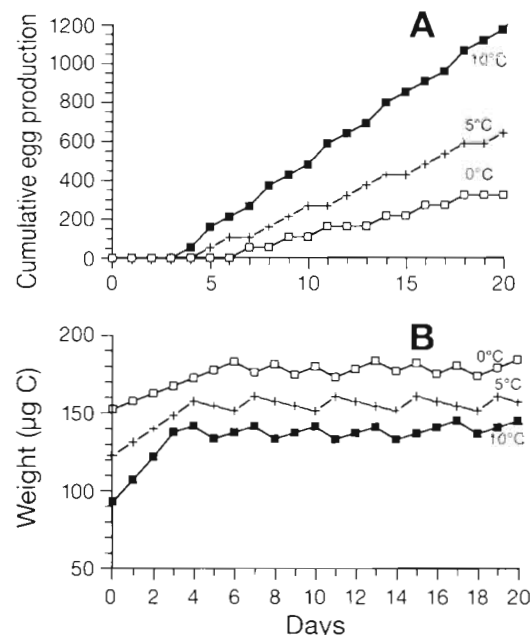 A
1200
1000
800
600
400
200
0
Cumulative egg production
10°C
5°C
0°C
0 5 10 15 20
B
200
150
100
50
Weight (µg C)
0°C
5°C
10°C
0 2 4 6 8 10 12 14 16 18 20
Days